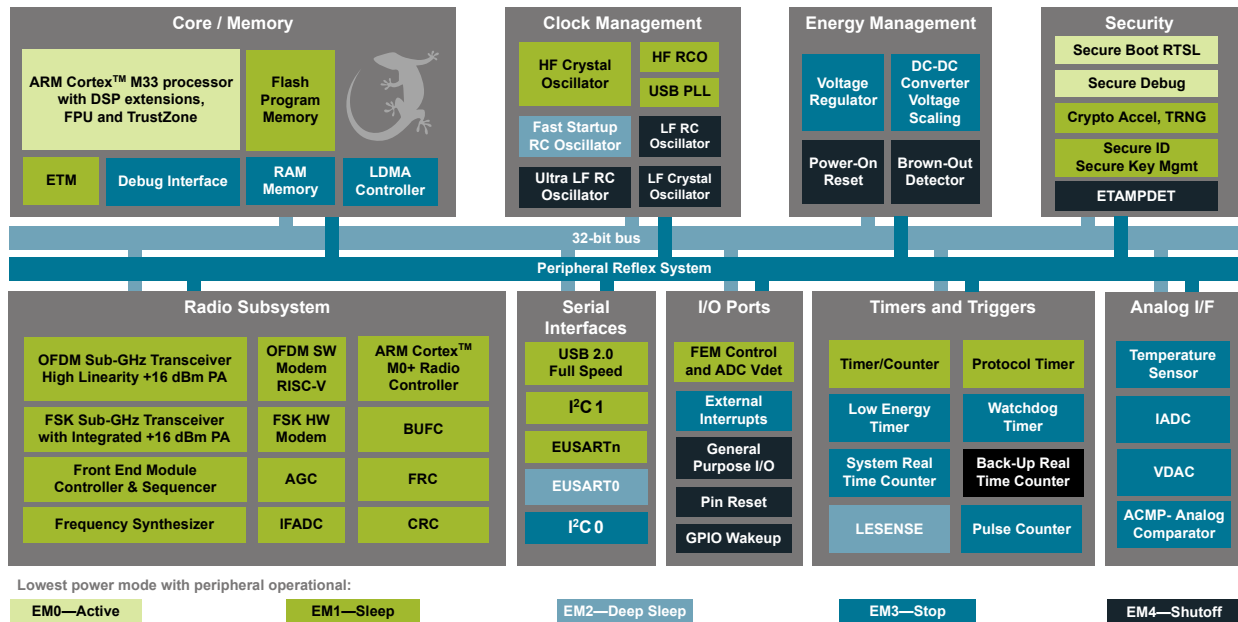 Core / Memory
ARM Cortex™ M33 processor
with DSP extensions,
FPU and TrustZone
Flash
Program
Memory
ETM
Debug Interface
RAM
Memory
LDMA
Controller
Clock Management
HF Crystal
Oscillator
HF RCO
USB PLL
Fast Startup
RC Oscillator
LF RC
Oscillator
Ultra LF RC
Oscillator
LF Crystal
Oscillator
Energy Management
Voltage
Regulator
DC-DC
Converter
Voltage
Scaling
Power-On
Reset
Brown-Out
Detector
Security
Secure Boot RTSL
Secure Debug
Crypto Accel, TRNG
Secure ID
Secure Key Mgmt
ETAMPDET
32-bit bus
Peripheral Reflex System
Radio Subsystem
OFDM Sub-GHz Transceiver
High Linearity +16 dBm PA
OFDM SW
Modem
RISC-V
ARM Cortex™
M0+ Radio
Controller
FSK Sub-GHz Transceiver
with Integrated +16 dBm PA
FSK HW
Modem
BUFC
Front End Module
Controller & Sequencer
AGC
FRC
Frequency Synthesizer
IFADC
CRC
Serial
Interfaces
USB 2.0
Full Speed
I²C 1
EUSARTn
EUSART0
I²C 0
I/O Ports
FEM Control
and ADC Vdet
External
Interrupts
General
Purpose I/O
Pin Reset
GPIO Wakeup
Timers and Triggers
Timer/Counter
Protocol Timer
Low Energy
Timer
Watchdog
Timer
System Real
Time Counter
Back-Up Real
Time Counter
LESENSE
Pulse Counter
Analog I/F
Temperature
Sensor
IADC
VDAC
ACMP- Analog
Comparator
Lowest power mode with peripheral operational:
EM0—Active
EM1—Sleep
EM2—Deep Sleep
EM3—Stop
EM4—Shutoff